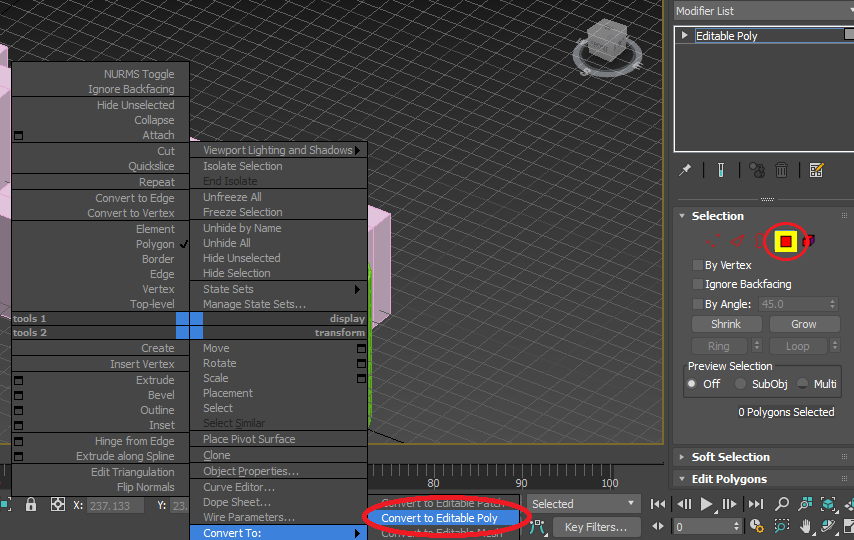 Modifier List
Editable Poly
NURMS Toggle
Ignore Backfacing
Hide Unselected
Collapse
Attach
Cut
Quickslice
Repeat
Convert to Edge
Convert to Vertex
Element
Polygon
Border
Edge
Vertex
Top-level
tools 1
tools 2
Create
Insert Vertex
Extrude
Bevel
Outline
Inset
Hinge from Edge
Extrude along Spline
Edit Triangulation
Flip Normals
Viewport Lighting and Shadows
Isolate Selection
End Isolate
Unfreeze All
Freeze Selection
Unhide by Name
Unhide All
Hide Unselected
Hide Selection
State Sets
Manage State Sets...
display
transform
Move
Rotate
Scale
Placement
Select
Select Similar
Place Pivot Surface
Clone
Object Properties...
Curve Editor...
Dope Sheet...
Wire Parameters...
Convert To:
Convert to Editable Patch
Convert to Editable Poly
Convert to Editable Mesh
Selection
By Vertex
Ignore Backfacing
By Angle: 45.0
Shrink Grow
Ring Loop
Preview Selection
Off SubObj Multi
0 Polygons Selected
Soft Selection
Edit Polygons
80 90 100
X: 237.133 Y: 23.
Selected
Key Filters...
0